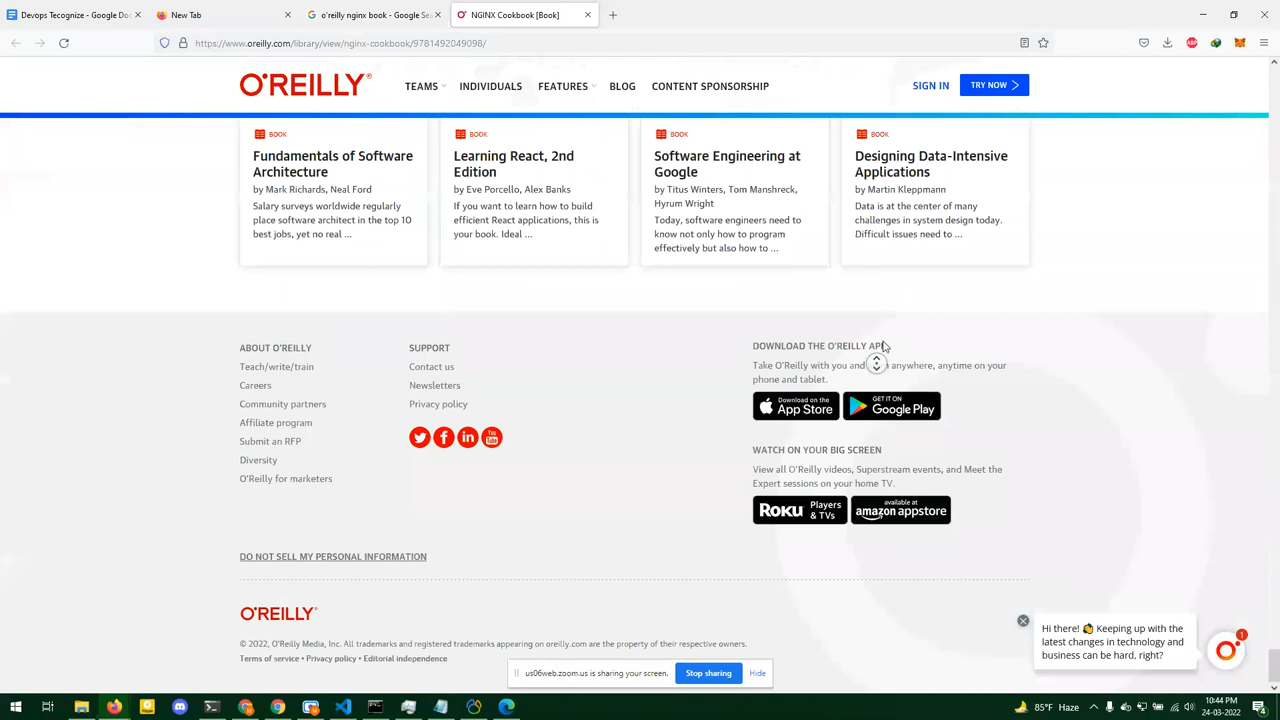 Devops Tecognize - Google Do
New Tab
o'reilly nginx book - Google Se
NGINX Cookbook [Book]
https://www.oreilly.com/library/view/nginx-cookbook/9781492049098/
O'REILLY®
TEAMS
INDIVIDUALS
FEATURES
BLOG
CONTENT SPONSORSHIP
SIGN IN
TRY NOW
BOOK
Fundamentals of Software
Architecture
by Mark Richards, Neal Ford
Salary surveys worldwide regularly
place software architect in the top 10
best jobs, yet no real ...
BOOK
Learning React, 2nd
Edition
by Eve Porcello, Alex Banks
If you want to learn how to build
efficient React applications, this is
your book. Ideal ...
BOOK
Software Engineering at
Google
by Titus Winters, Tom Manshreck,
Hyrum Wright
Today, software engineers need to
know not only how to program
effectively but also how to ...
BOOK
Designing Data-Intensive
Applications
by Martin Kleppmann
Data is at the center of many
challenges in system design today.
Difficult issues need to ...
ABOUT O'REILLY
Teach/write/train
Careers
Community partners
Affiliate program
Submit an RFP
Diversity
O'Reilly for marketers
SUPPORT
Contact us
Newsletters
Privacy policy
DOWNLOAD THE O'REILLY APP
Take O'Reilly with you and anywhere, anytime on your
phone and tablet.
Download on the
App Store
GET IT ON
Google Play
WATCH ON YOUR BIG SCREEN
View all O'Reilly videos, Superstream events, and Meet the
Expert sessions on your home TV.
Roku Players
& TVs
available at
amazon appstore
DO NOT SELL MY PERSONAL INFORMATION
O'REILLY®
© 2022, O'Reilly Media, Inc. All trademarks and registered trademarks appearing on oreilly.com are the property of their respective owners.
Terms of service • Privacy policy • Editorial independence
Hi there! 👋 Keeping up with the
latest changes in technology and
business can be hard, right?
1
us06web.zoom.us is sharing your screen.
Stop sharing
Hide
85°F Haze
10:44 PM
24-03-2022